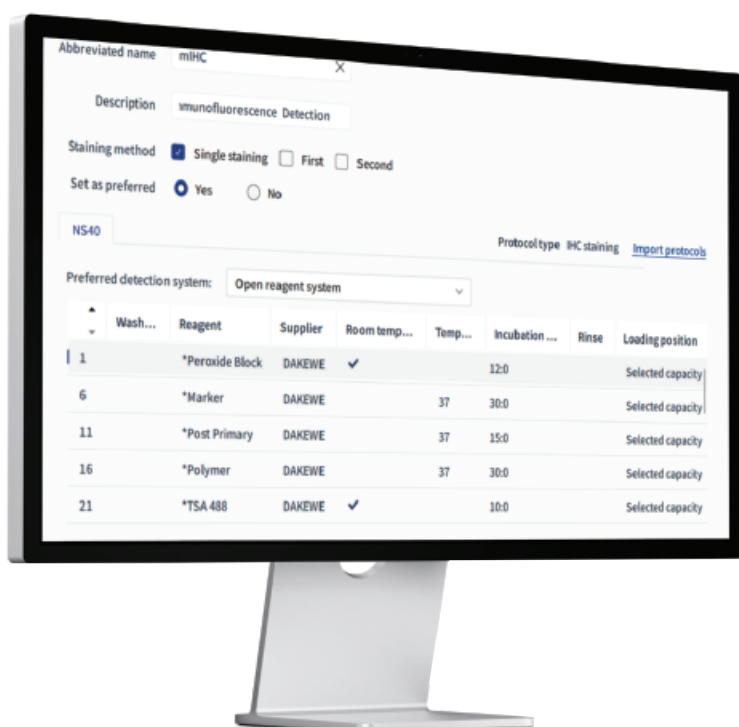 Abbreviated name mIHC
Description munofluorescence Detection
Staining method Single staining First Second
Set as preferred Yes No
NS40 Protocol type IHC staining Import protocols
Preferred detection system: Open reagent system
Wash... Reagent Supplier Room temp... Temp... Incubation ... Rinse Loading position
1 *Peroxide Block DAKEWE 12:0 Selected capacity
6 *Marker DAKEWE 37 30:0 Selected capacity
11 *Post Primary DAKEWE 37 15:0 Selected capacity
16 *Polymer DAKEWE 37 30:0 Selected capacity
21 *TSA 488 DAKEWE 10:0 Selected capacity